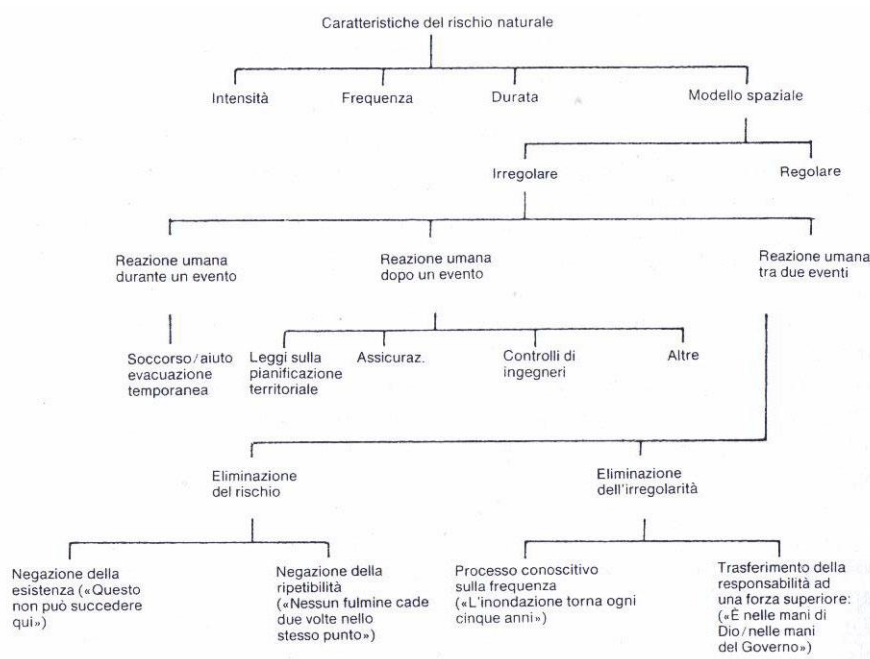 Caratteristiche del rischio naturale
Intensità
Frequenza
Durata
Modello spaziale
Irregolare
Regolare
Reazione umana
durante un evento
Reazione umana
dopo un evento
Reazione umana
tra due eventi
Soccorso/aiuto
evacuazione
temporanea
Leggi sulla
pianificazione
territoriale
Assicuraz.
Controlli di
ingegneri
Altre
Eliminazione
del rischio
Eliminazione
dell'irregolarità
Negazione della
esistenza («Questo
non può succedere
qui»)
Negazione della
ripetibilità
(«Nessun fulmine cade
due volte nello
stesso punto»)
Processo conoscitivo
sulla frequenza
(«L'inondazione torna ogni
cinque anni»)
Trasferimento della
responsabilità ad
una forza superiore:
(«È nelle mani di
Dio/nelle mani
del Governo»)